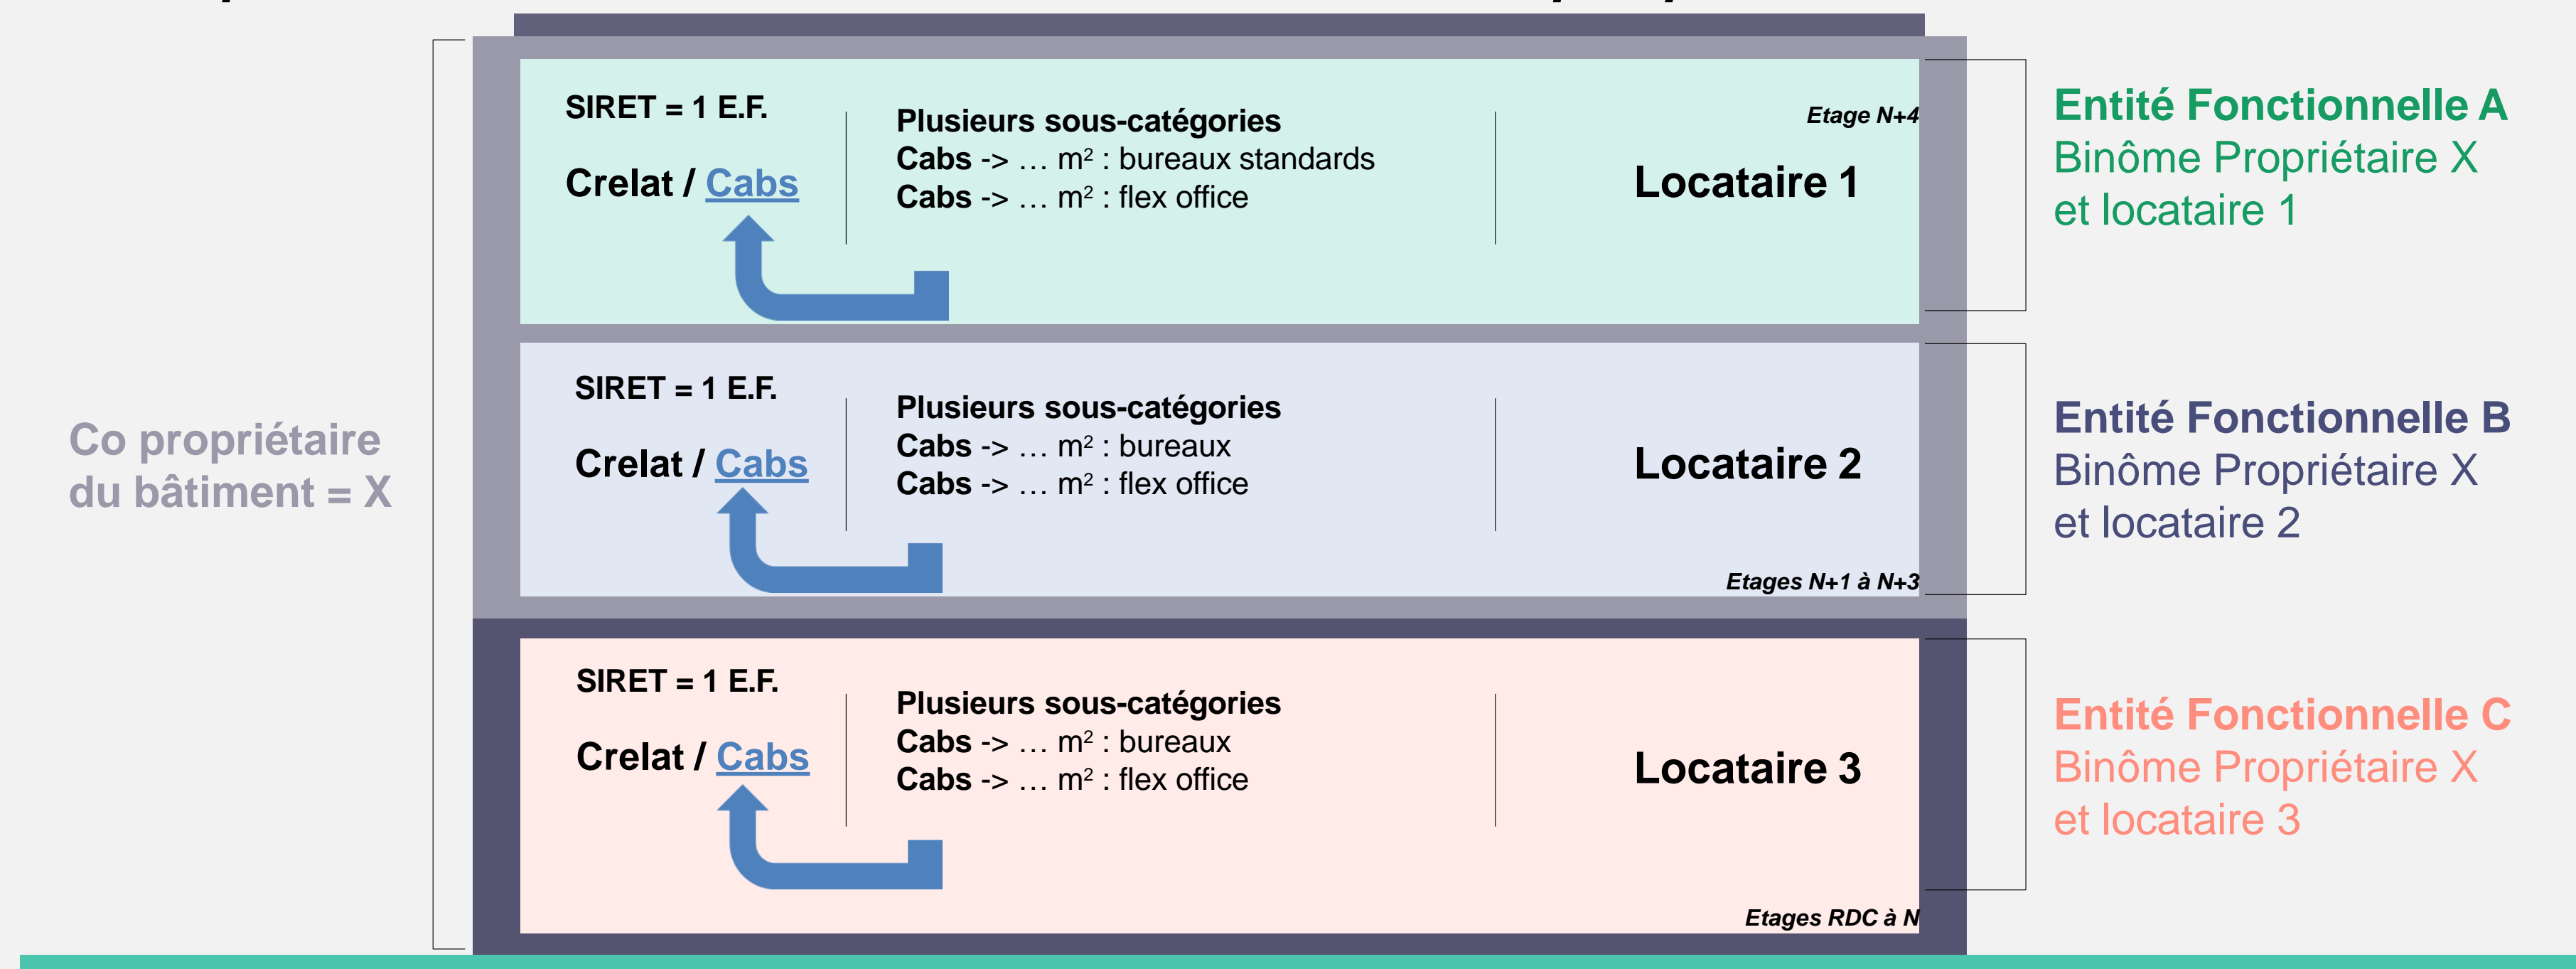 Co propriétaire
du bâtiment = X
SIRET = 1 E.F.
Crelat / Cabs
Plusieurs sous-catégories
Cabs -> … m² : bureaux standards
Cabs -> … m² : flex office
Etage N+4
Locataire 1
Entité Fonctionnelle A
Binôme Propriétaire X
et locataire 1
SIRET = 1 E.F.
Crelat / Cabs
Plusieurs sous-catégories
Cabs -> … m² : bureaux
Cabs -> … m² : flex office
Locataire 2
Etages N+1 à N+3
Entité Fonctionnelle B
Binôme Propriétaire X
et locataire 2
SIRET = 1 E.F.
Crelat / Cabs
Plusieurs sous-catégories
Cabs -> … m² : bureaux
Cabs -> … m² : flex office
Locataire 3
Etages RDC à N
Entité Fonctionnelle C
Binôme Propriétaire X
et locataire 3